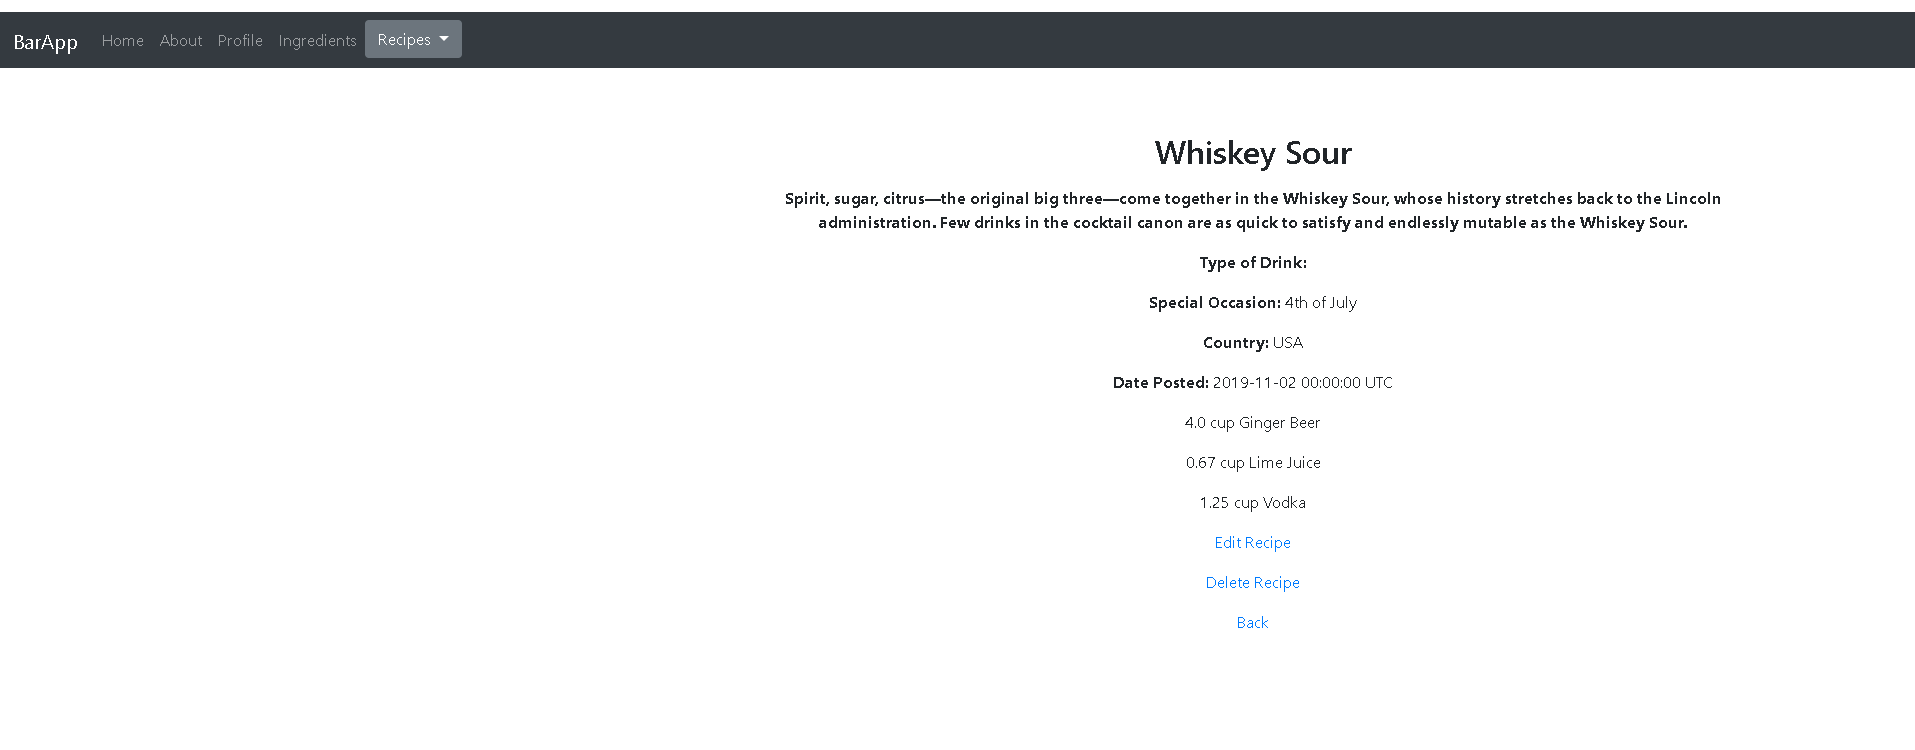 BarApp Home About Profile Ingredients Recipes
Whiskey Sour
Spirit, sugar, citrus—the original big three—come together in the Whiskey Sour, whose history stretches back to the Lincoln
administration. Few drinks in the cocktail canon are as quick to satisfy and endlessly mutable as the Whiskey Sour.
Type of Drink:
Special Occasion: 4th of July
Country: USA
Date Posted: 2019-11-02 00:00:00 UTC
4.0 cup Ginger Beer
0.67 cup Lime Juice
1.25 cup Vodka
Edit Recipe
Delete Recipe
Back